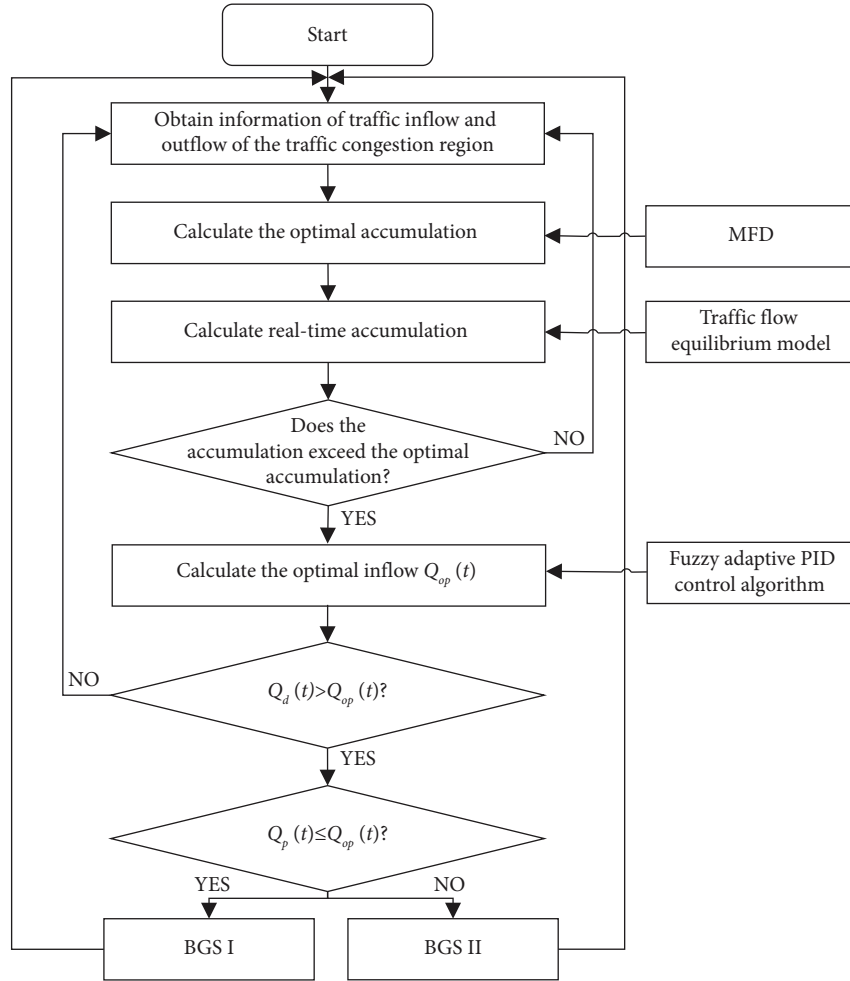 Start
Obtain information of traffic inflow and
outflow of the traffic congestion region
Calculate the optimal accumulation
MFD
Calculate real-time accumulation
Traffic flow
equilibrium model
Does the
accumulation exceed the optimal
accumulation?
NO
YES
Calculate the optimal inflow Q_op (t)
Fuzzy adaptive PID
control algorithm
NO
Q_d (t)>Q_op (t)?
YES
Q_p (t)≤Q_op (t)?
YES
NO
BGS I
BGS II